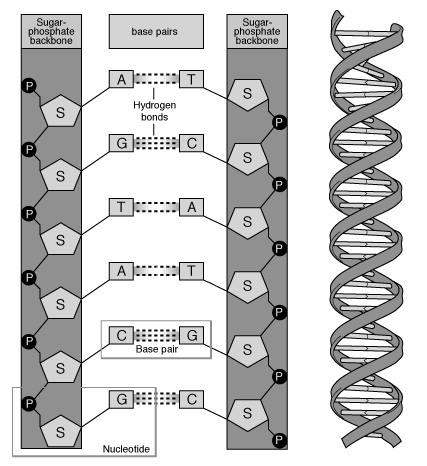 Sugar-
phosphate
backbone
base pairs
Sugar-
phosphate
backbone
P
A T
S
S
Hydrogen
bonds
P
P
G C
S
S
P
P
T A
S
S
P
P
A T
S
S
P
P
C G
Base pair
S
S
P
P
G C
S
S
P
Nucleotide